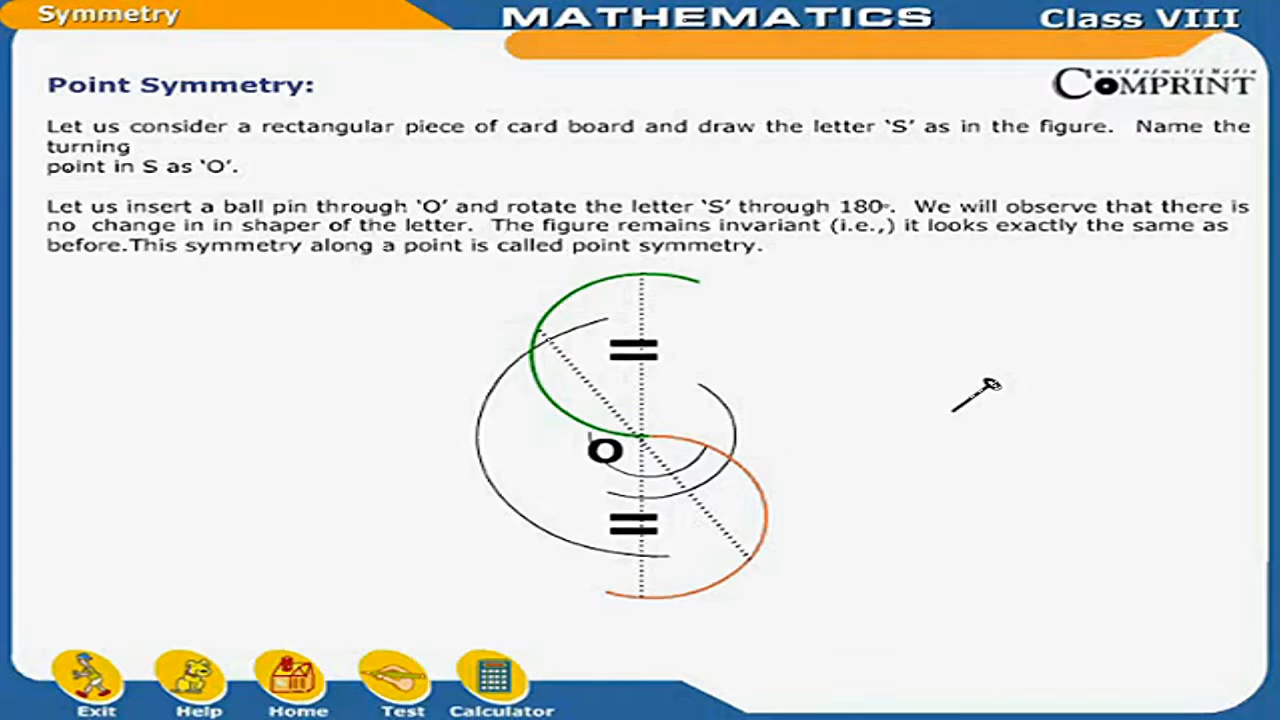 Symmetry
MATHEMATICS
Class VIII
Point Symmetry:
world of multi Media
COMPRINT
Let us consider a rectangular piece of card board and draw the letter ‘S’ as in the figure. Name the
turning
point in S as ‘O’.
Let us insert a ball pin through ‘O’ and rotate the letter ‘S’ through 180°. We will observe that there is
no change in in shaper of the letter. The figure remains invariant (i.e.,) it looks exactly the same as
before.This symmetry along a point is called point symmetry.
=
O
=
Exit
Help
Home
Test
Calculator